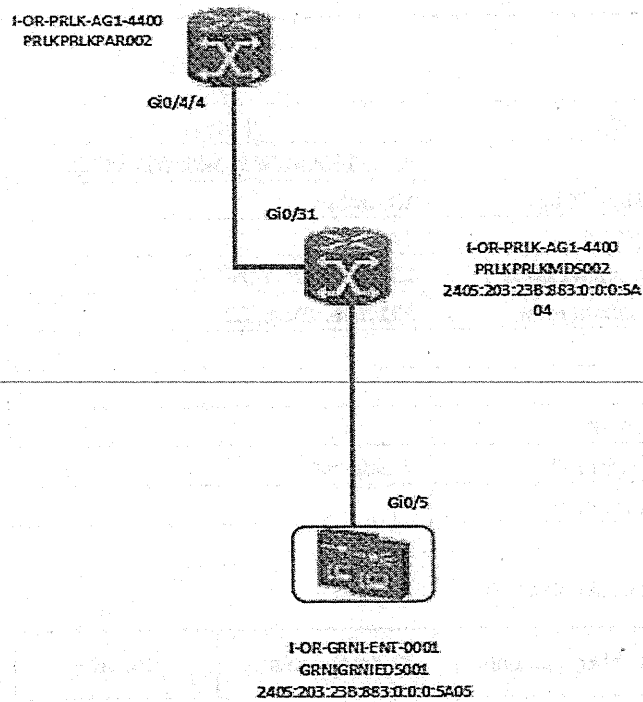 I-OR-PRLK-AG1-4400
PRLKPRLKPAR002
Gi0/4/4
Gi0/31
I-OR-PRLK-AG1-4400
PRLKPRLKMDS002
2405:203:23B:883:0:0:0:5A
04
Gi0/5
I-OR-GRNI-ENT-0001
GRNIGRNIEDS001
2405:203:23B:883:0:0:0:5A05